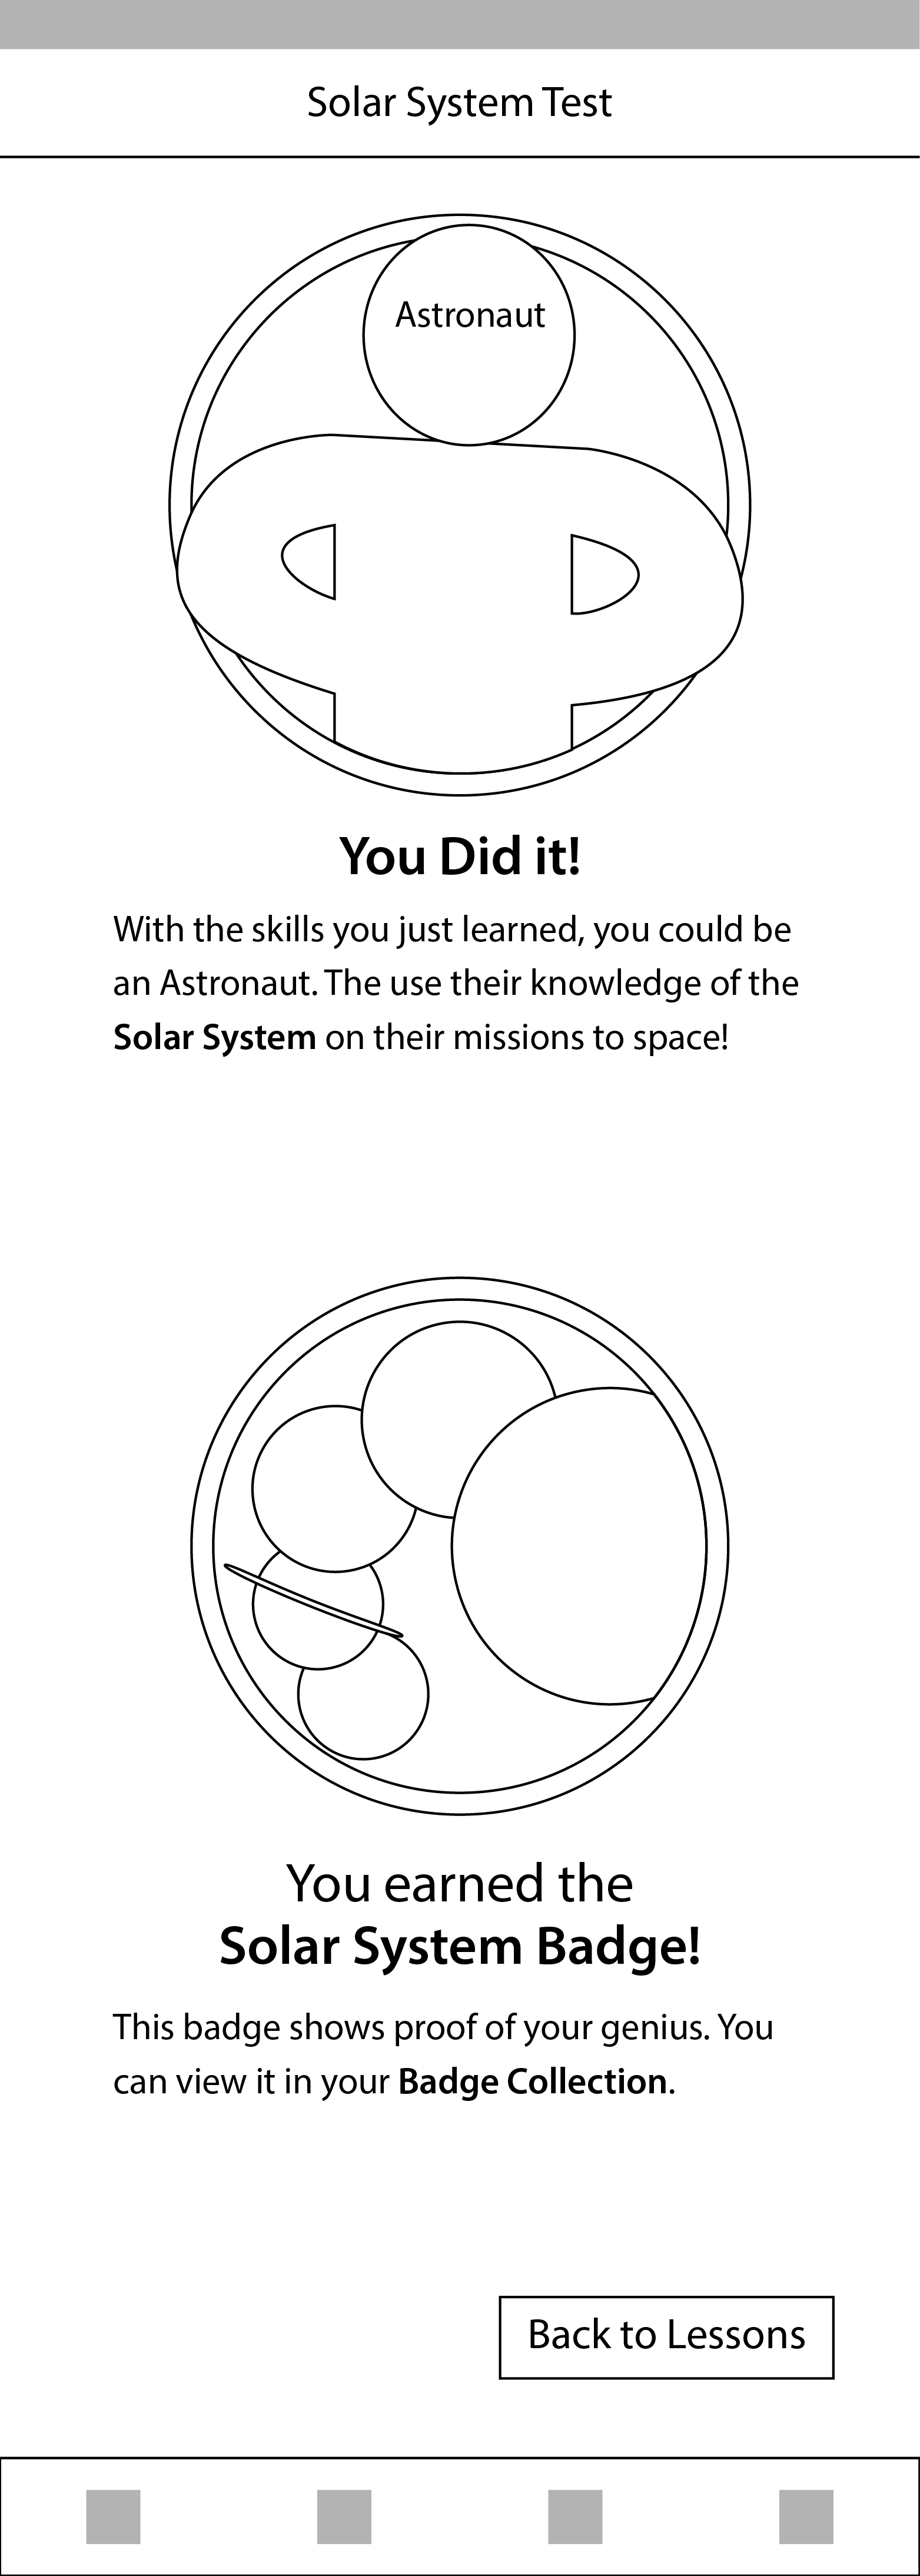 Solar System Test
Astronaut
You Did it!
With the skills you just learned, you could be
an Astronaut. The use their knowledge of the
Solar System on their missions to space!
You earned the
Solar System Badge!
This badge shows proof of your genius. You
can view it in your Badge Collection.
Back to Lessons